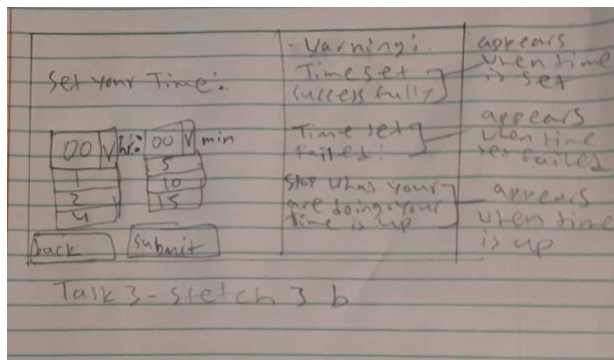 Set Your Time:
00 V hr: 00 V min
1 5
2 10
4 15
back submit
- Warning:
Time set
successfully
appears
when time
is set
Time set
failed!
appears
when time
set failed
Stop what your
are doing. Your
time is up
appears
when time
is up
Task 3 - Sketch 3 b